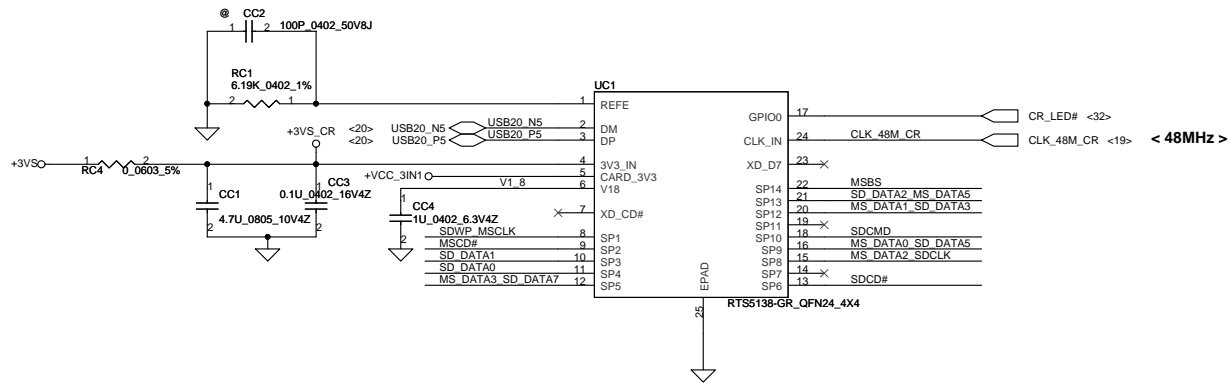 @ CC2
1 2 100P_0402_50V8J
RC1
6.19K_0402_1%
2 1
+3VS_CR
<20> USB20_N5 USB20_N5
<20> USB20_P5 USB20_P5
+3VS 1 2
RC4 0_0603_5%
1 CC1
2 4.7U_0805_10V4Z
1 CC3
0.1U_0402_16V4Z
2
+VCC_3IN1
V1_8
1 CC4
1U_0402_6.3V4Z
2
SDWP_MSCLK
MSCD#
SD_DATA1
SD_DATA0
MS_DATA3_SD_DATA7
UC1
1 REFE
2 DM
3 DP
4 3V3_IN
5 CARD_3V3
6 V18
7 XD_CD#
8 SP1
9 SP2
10 SP3
11 SP4
12 SP5
EPAD
25
GPIO0 17
CLK_IN 24
XD_D7 23
SP14 22
SP13 21
SP12 20
SP11 19
SP10 18
SP9 16
SP8 15
SP7 14
SP6 13
RTS5138-GR_QFN24_4X4
CR_LED# <32>
CLK_48M_CR CLK_48M_CR <19> < 48MHz >
MSBS
SD_DATA2_MS_DATA5
MS_DATA1_SD_DATA3
SDCMD
MS_DATA0_SD_DATA5
MS_DATA2_SDCLK
SDCD#